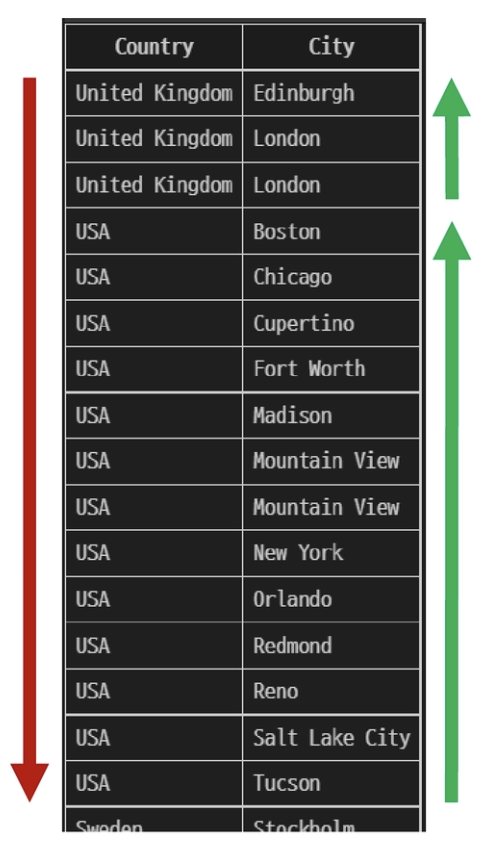 Country City
United Kingdom Edinburgh
United Kingdom London
United Kingdom London
USA Boston
USA Chicago
USA Cupertino
USA Fort Worth
USA Madison
USA Mountain View
USA Mountain View
USA New York
USA Orlando
USA Redmond
USA Reno
USA Salt Lake City
USA Tucson
Sweden Stockholm